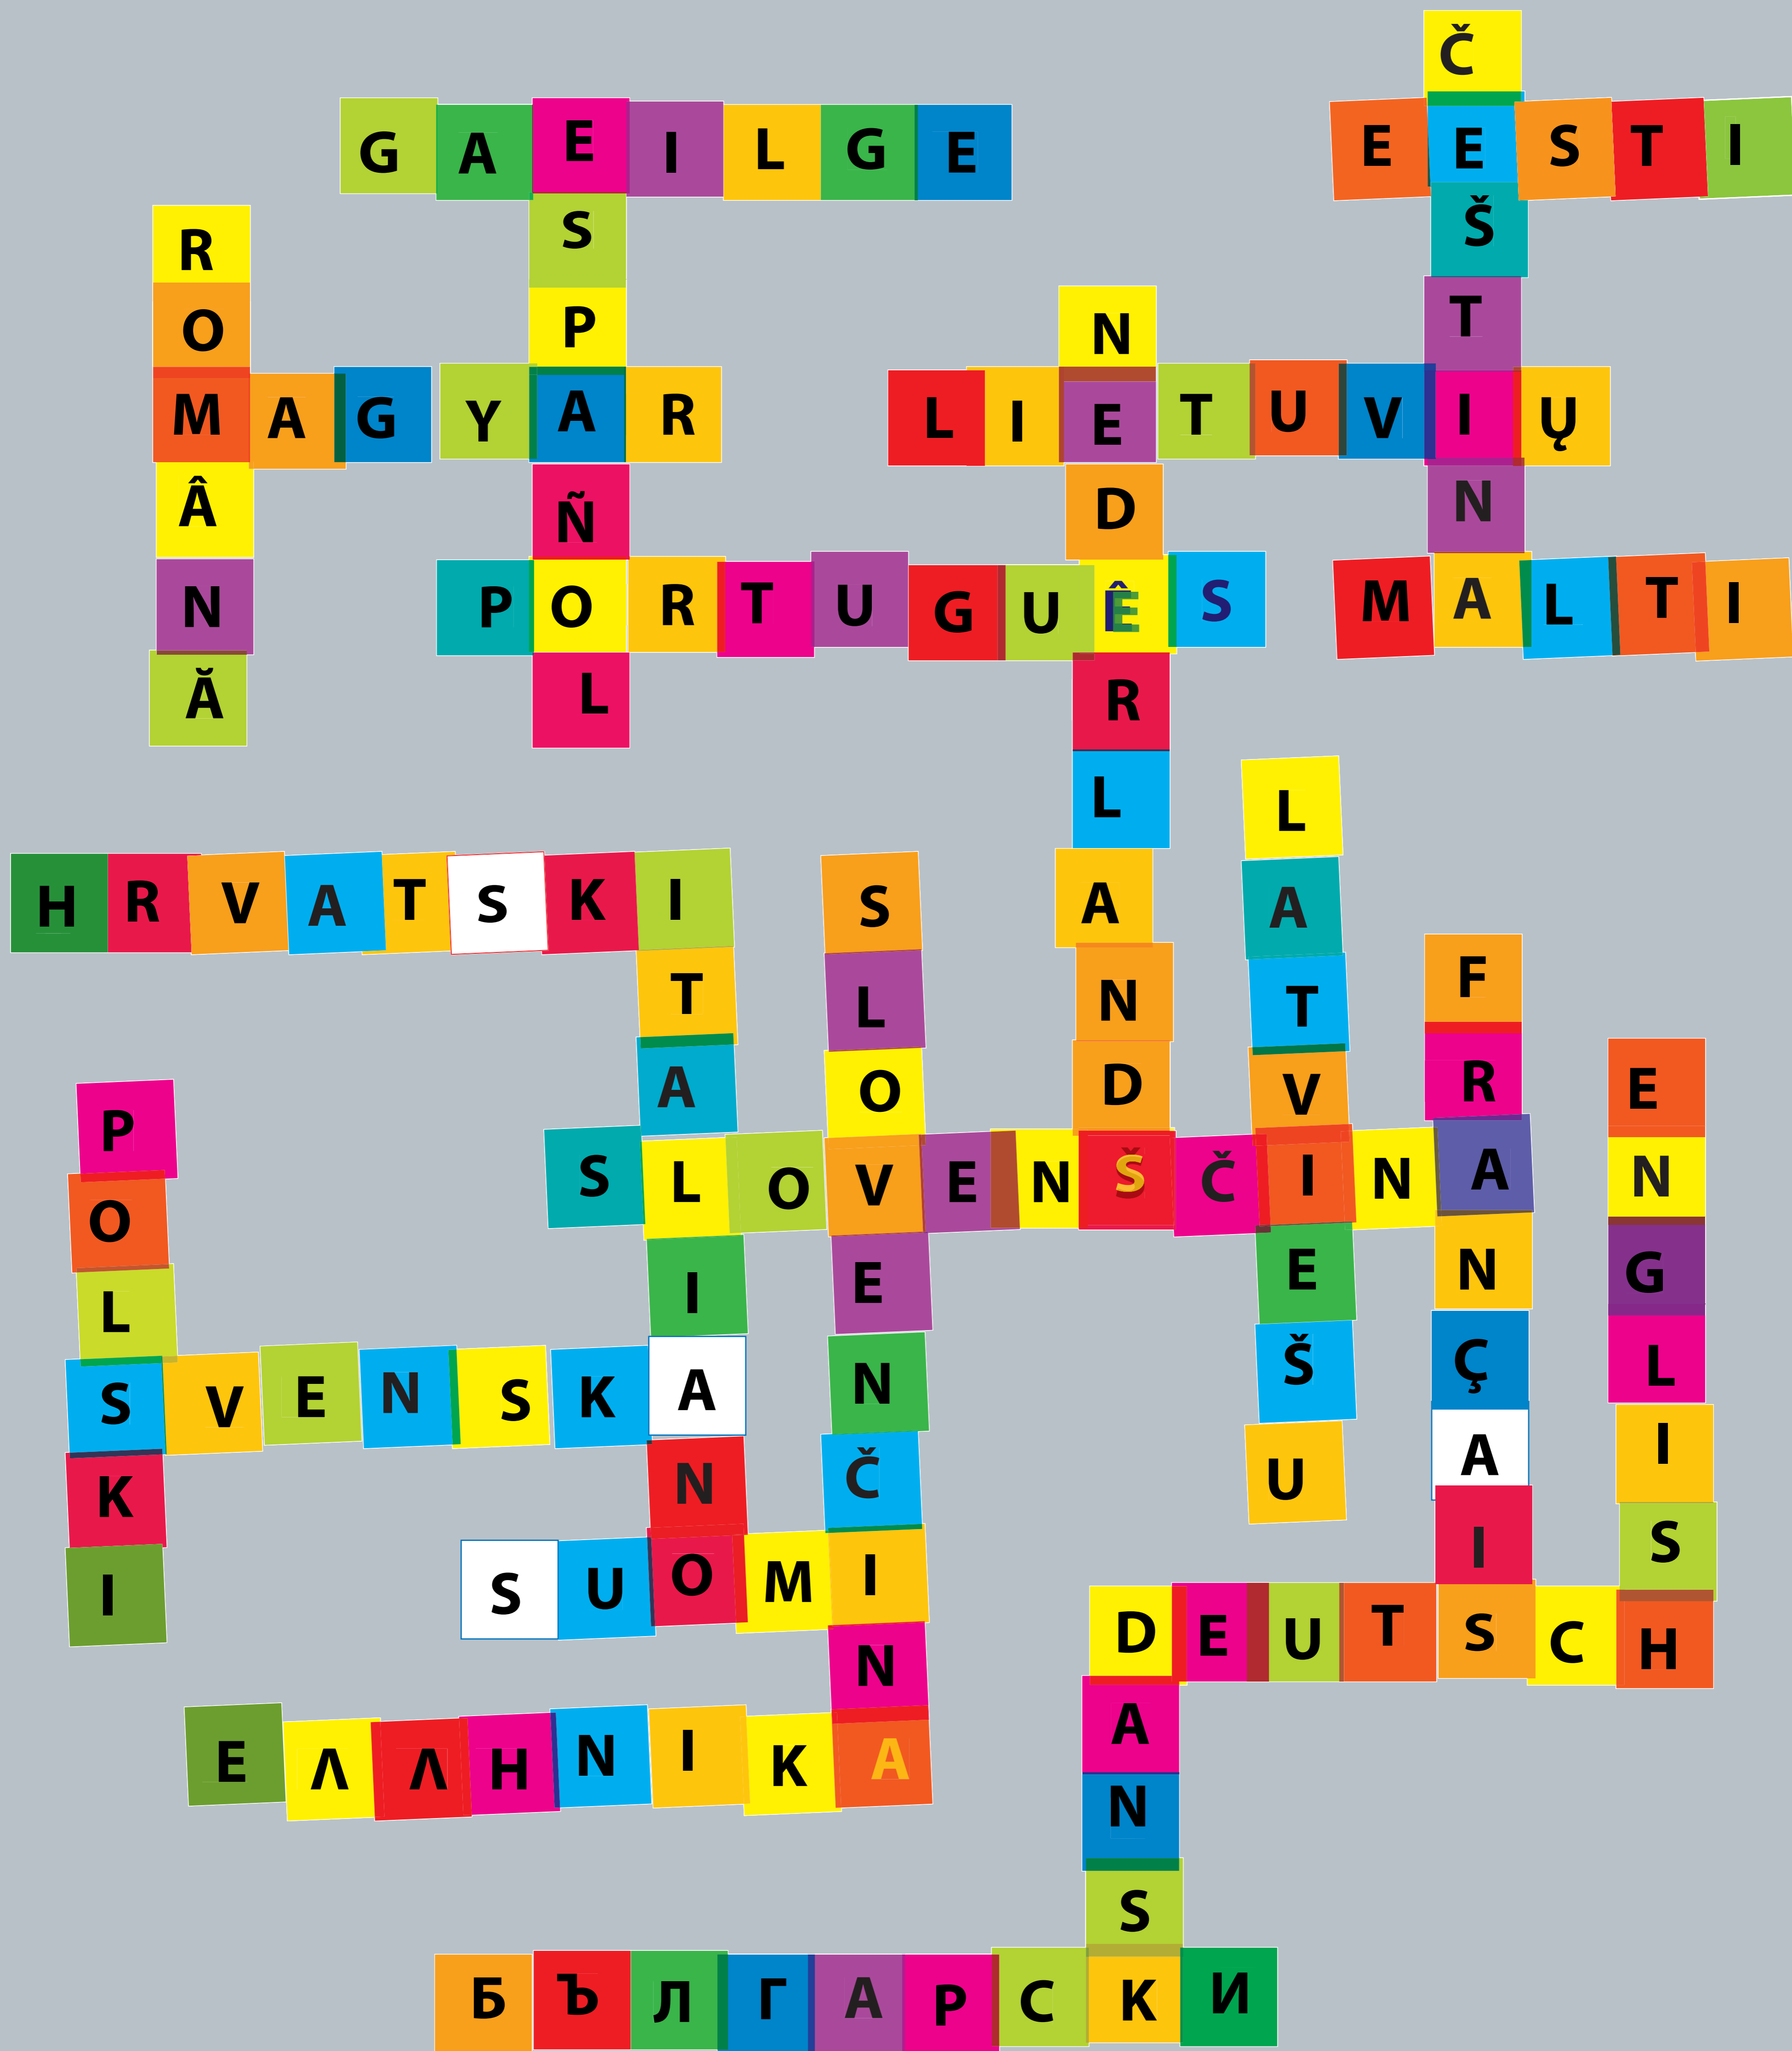 GAEILGE
EESTI
ČEŠTINA
ROMÂNĂ
ESPAÑOL
NEDERLANDS
MAGYAR
LIETUVIŲ
PORTUGUÊS
MALTI
LATVIEŠU
HRVATSKI
ITALIANO
SLOVENČINA
FRANÇAIS
ENGLISH
POLSKI
SLOVENŠČINA
SVENSKA
SUOMI
DEUTSCH
DANSK
ΕΛΛΗΝΙΚΑ
БЪЛГАРСКИ